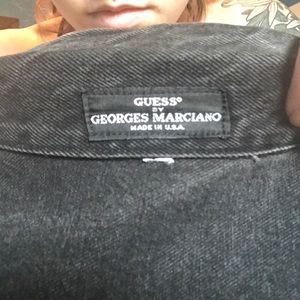 GUESS®
BY
GEORGES MARCIANO
MADE IN U.S.A.